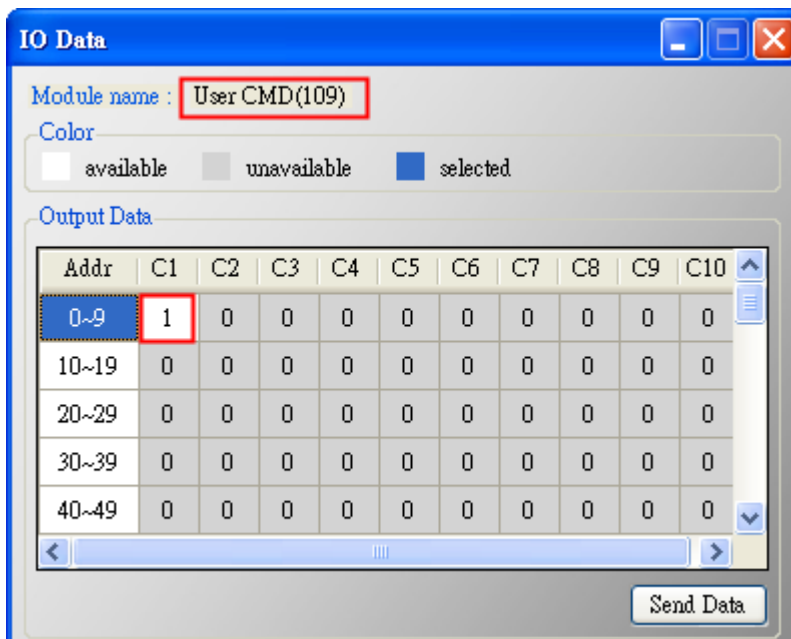 IO Data
Module name : User CMD(109)
Color
available unavailable selected
Output Data
Addr C1 C2 C3 C4 C5 C6 C7 C8 C9 C10
0~9 1 0 0 0 0 0 0 0 0 0
10~19 0 0 0 0 0 0 0 0 0 0
20~29 0 0 0 0 0 0 0 0 0 0
30~39 0 0 0 0 0 0 0 0 0 0
40~49 0 0 0 0 0 0 0 0 0 0
Send Data